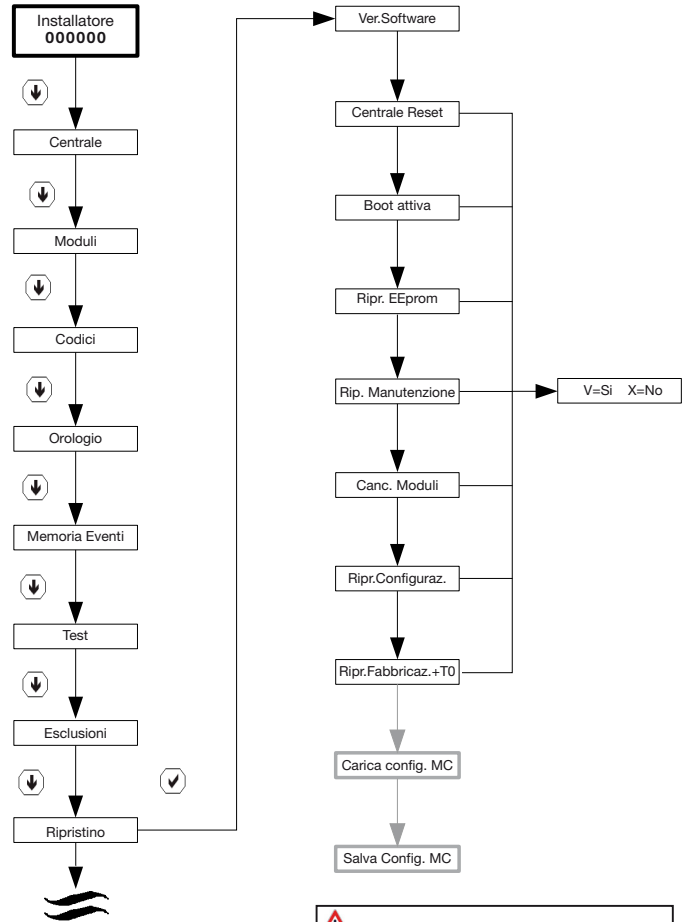 Installatore
000000
Centrale
Moduli
Codici
Orologio
Memoria Eventi
Test
Esclusioni
Ripristino
Ver.Software
Centrale Reset
Boot attiva
Ripr. EEprom
Rip. Manutenzione
Canc. Moduli
Ripr.Configuraz.
Ripr.Fabbricaz.+T0
Carica config. MC
Salva Config. MC
V=Si X=No